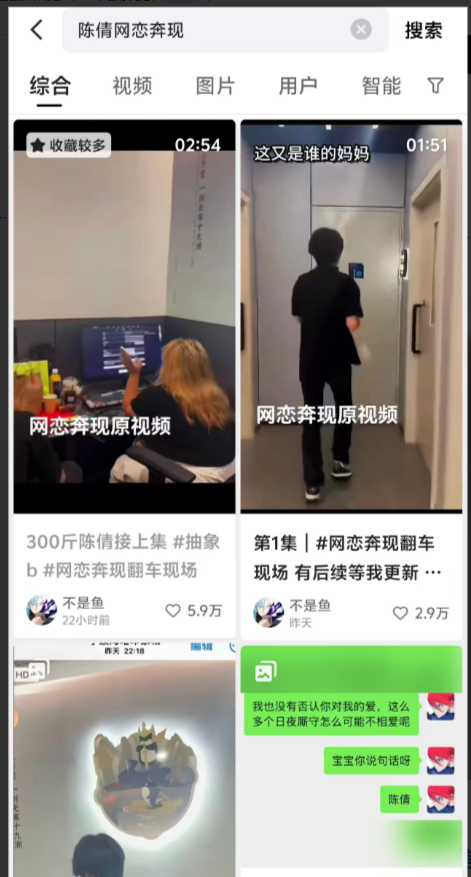 陈倩网恋奔现
搜索
综合
视频
图片
用户
智能
收藏较多
02:54
网恋奔现原视频
300斤陈倩接上集 #抽象
b #网恋奔现翻车现场
不是鱼
22小时前
5.9万
这又是谁的妈妈
01:51
网恋奔现原视频
第1集｜#网恋奔现翻车
现场 有后续等我更新 ···
不是鱼
昨天
2.9万
昨天 22:18
编辑
HD
我也没有否认你对我的爱，这么
多个日夜厮守怎么可能不相爱呢
宝宝你说句话呀
陈倩